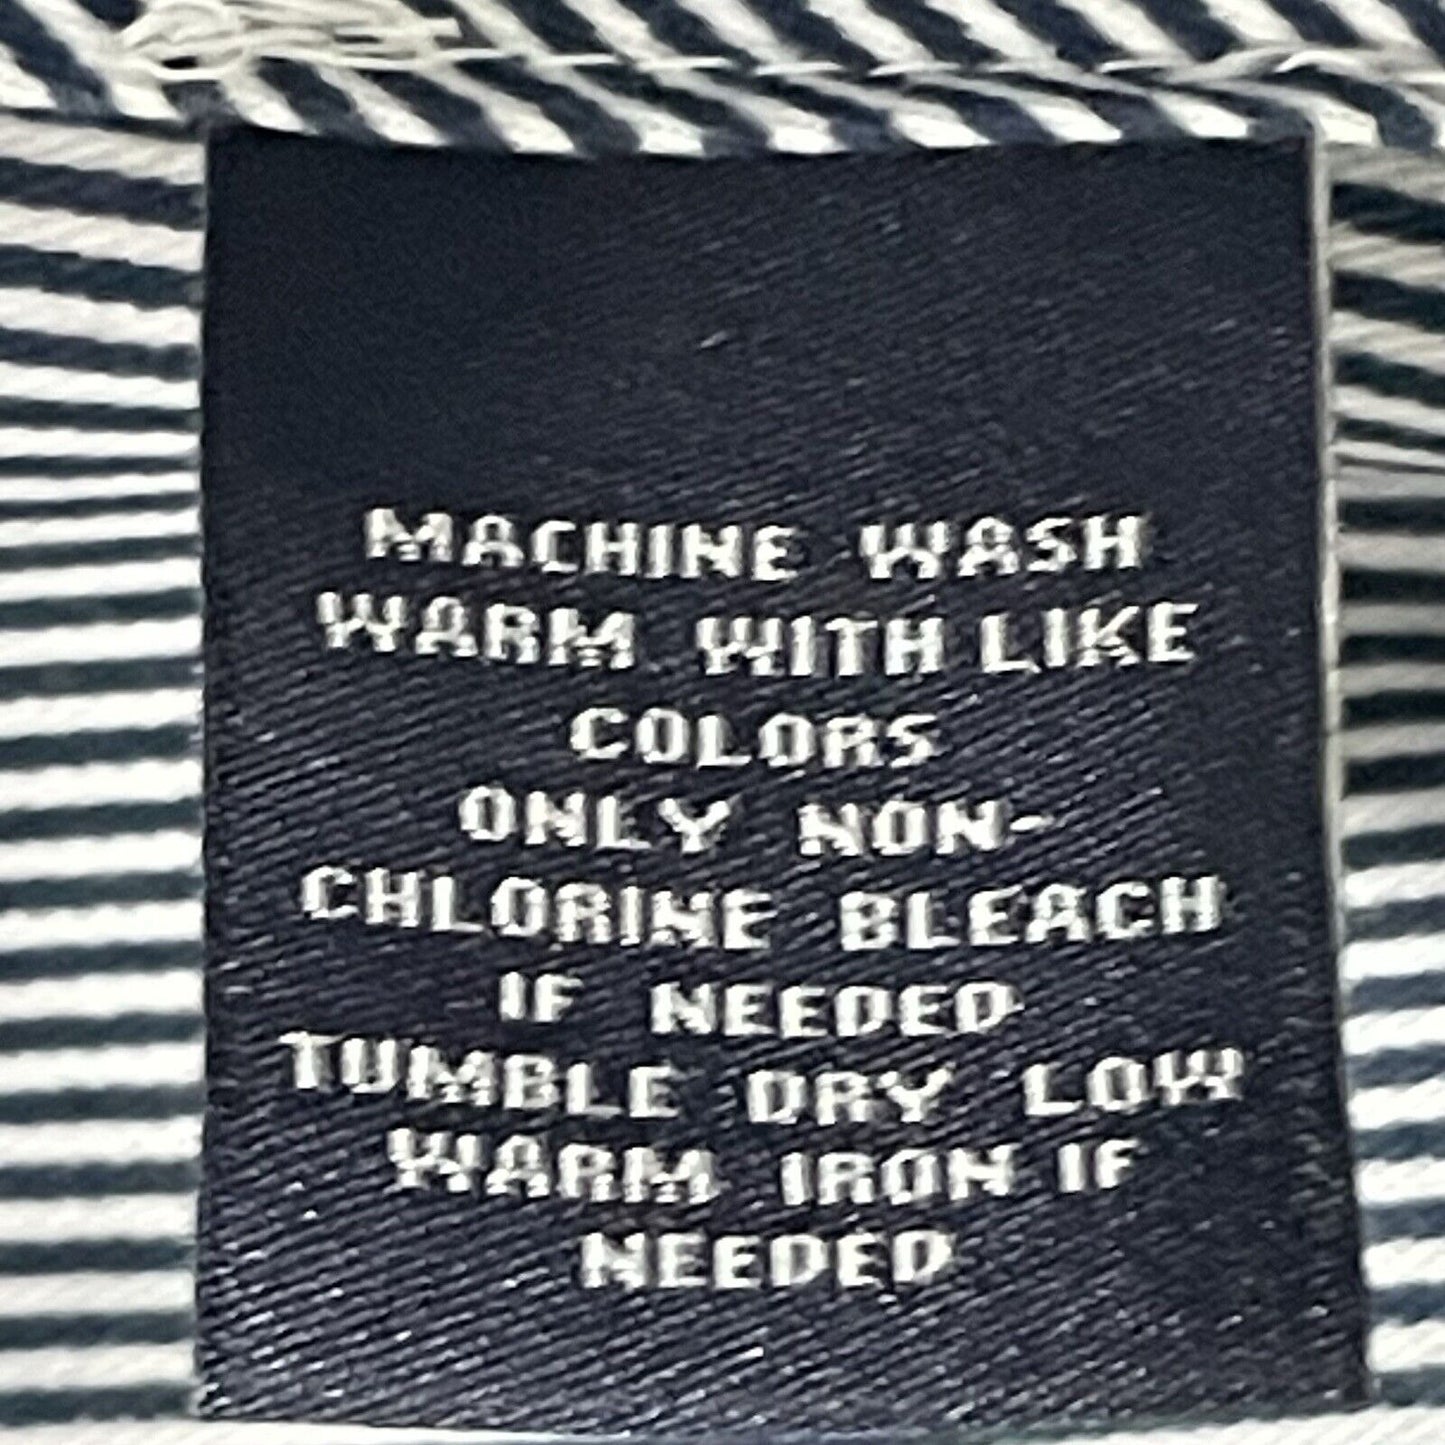 MACHINE WASH
WARM WITH LIKE
COLORS
ONLY NON-
CHLORINE BLEACH
IF NEEDED
TUMBLE DRY LOW
WARM IRON IF
NEEDED